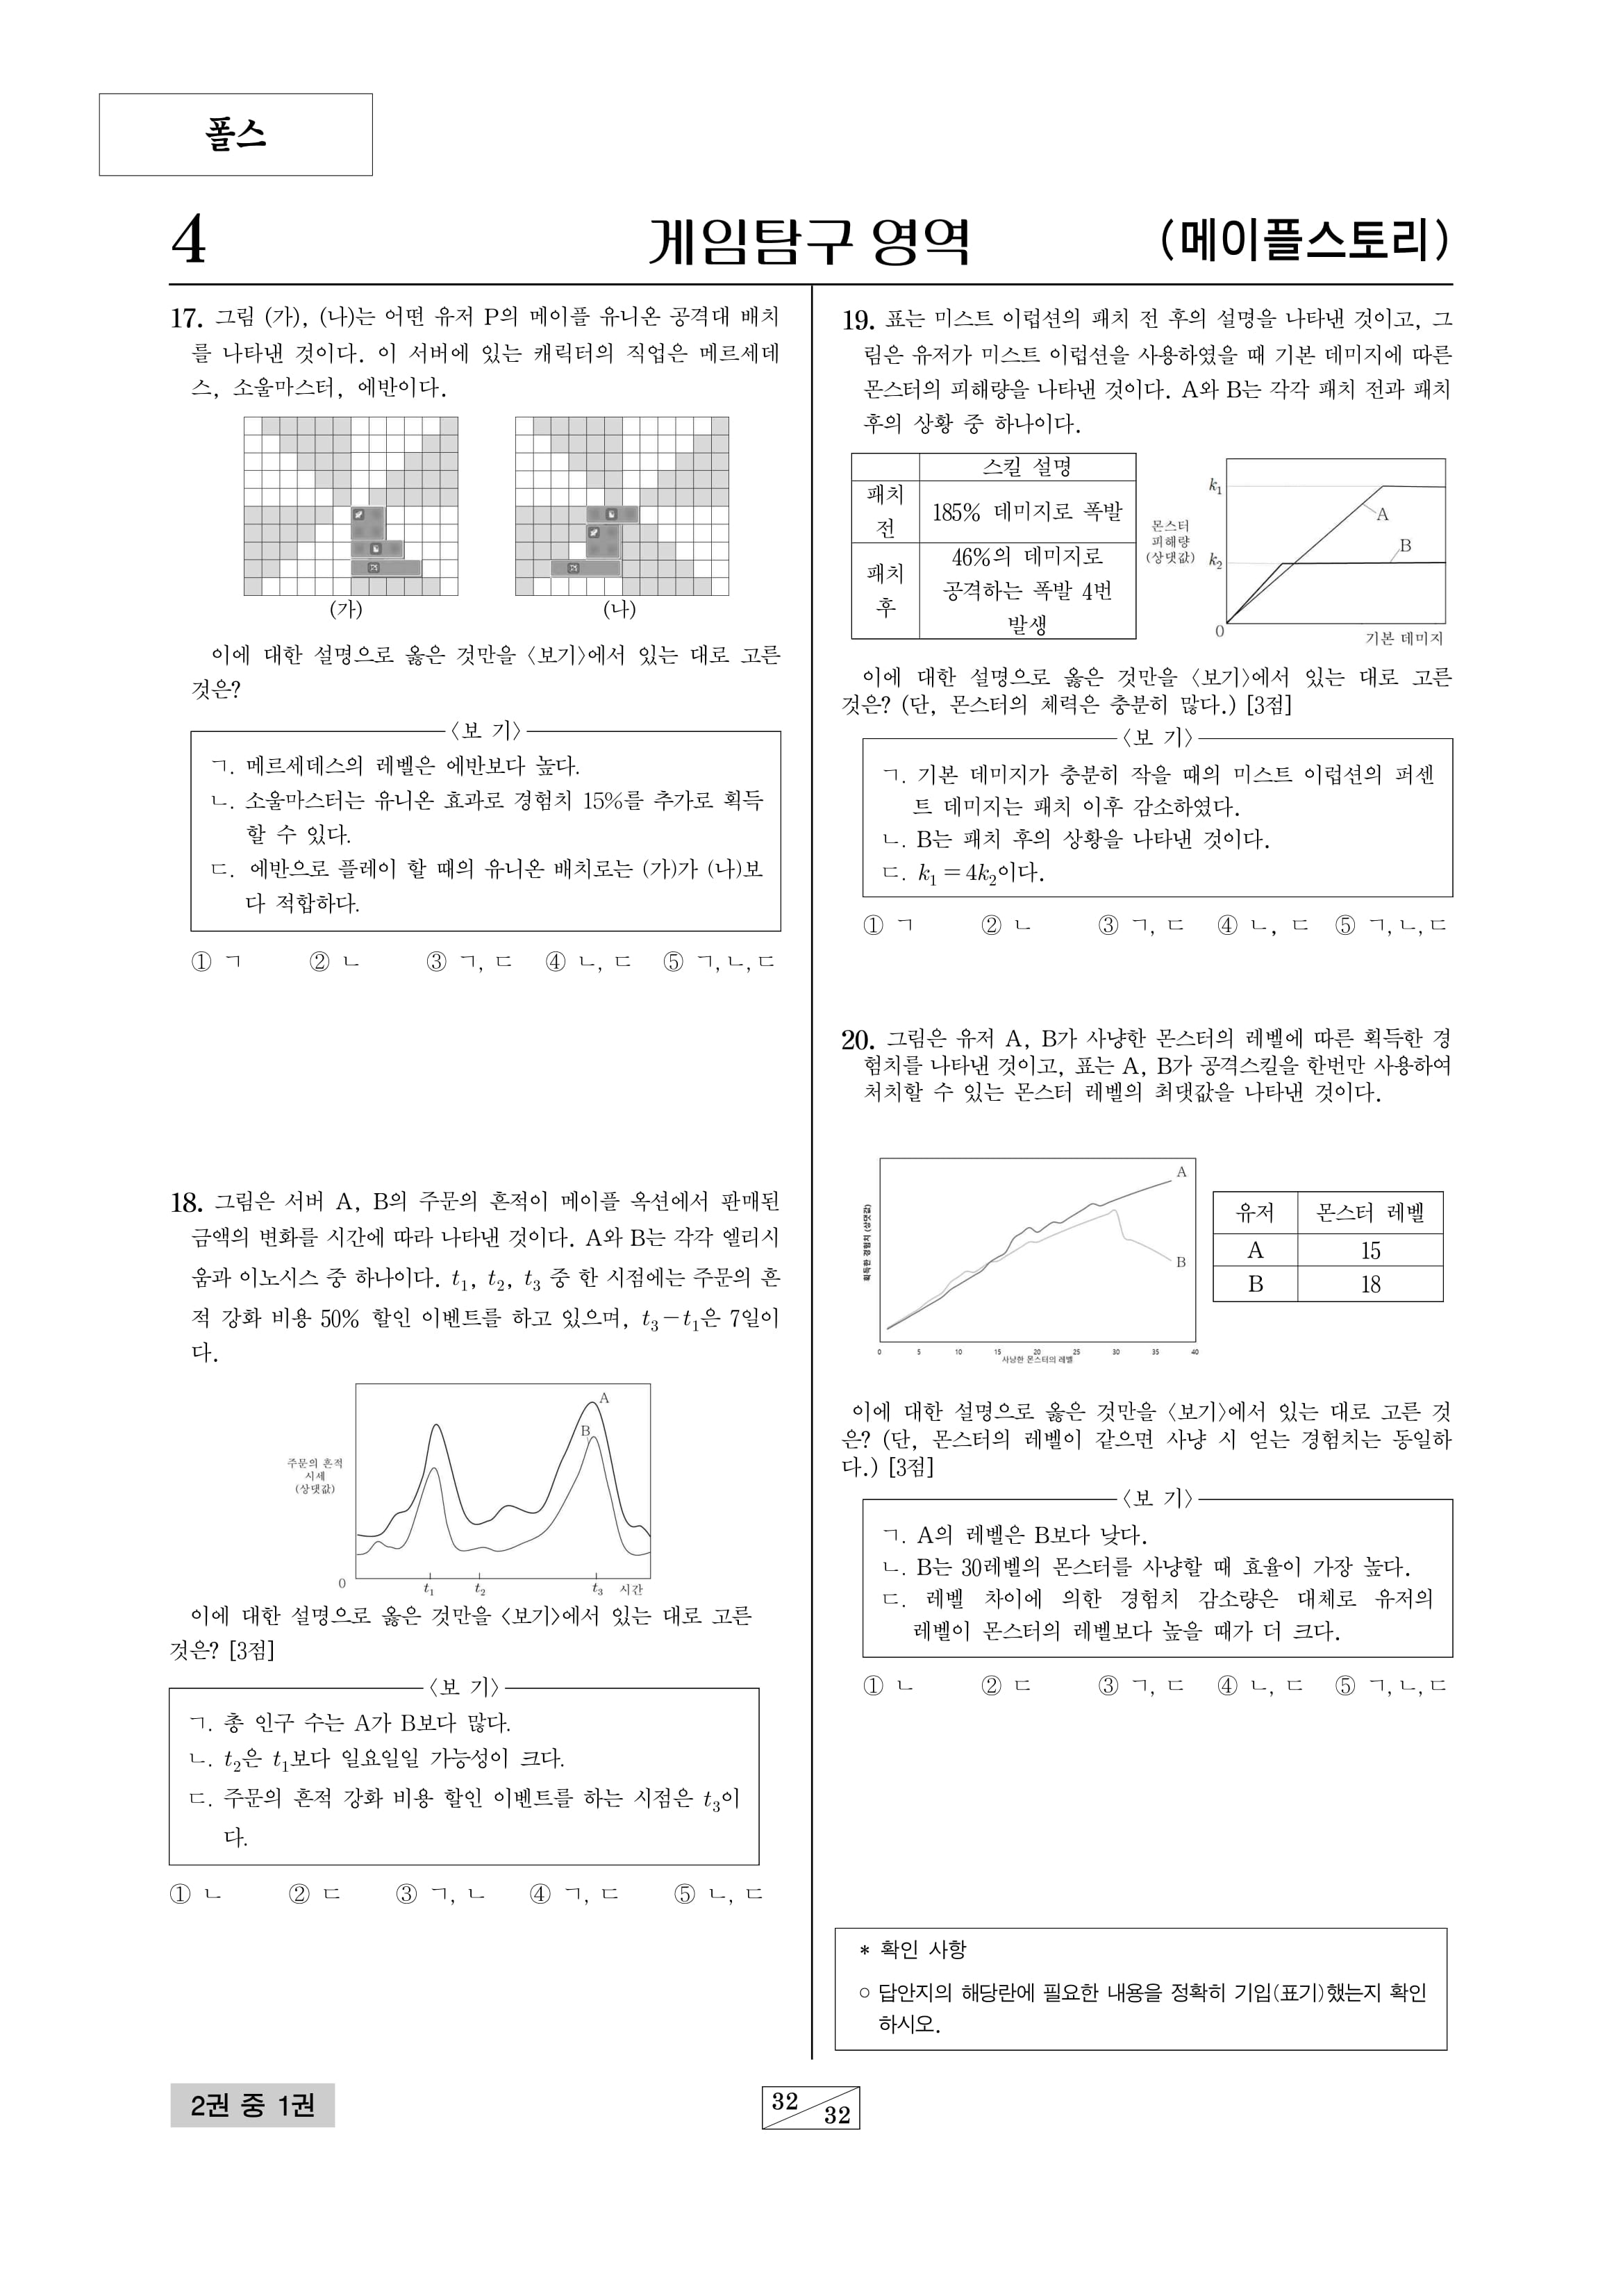 폴스
4
게임탐구 영역
(메이플스토리)
17. 그림 (가), (나)는 어떤 유저 P의 메이플 유니온 공격대 배치
를 나타낸 것이다. 이 서버에 있는 캐릭터의 직업은 메르세데
스, 소울마스터, 에반이다.
(가)
(나)
이에 대한 설명으로 옳은 것만을 <보기>에서 있는 대로 고른
것은?
<보 기>
ㄱ. 메르세데스의 레벨은 에반보다 높다.
ㄴ. 소울마스터는 유니온 효과로 경험치 15%를 추가로 획득
할 수 있다.
ㄷ. 에반으로 플레이 할 때의 유니온 배치로는 (가)가 (나)보
다 적합하다.
① ㄱ ② ㄴ ③ ㄱ, ㄷ ④ ㄴ, ㄷ ⑤ ㄱ, ㄴ, ㄷ
18. 그림은 서버 A, B의 주문의 흔적이 메이플 옥션에서 판매된
금액의 변화를 시간에 따라 나타낸 것이다. A와 B는 각각 엘리시
움과 이노시스 중 하나이다. t₁, t₂, t₃ 중 한 시점에는 주문의 흔
적 강화 비용 50% 할인 이벤트를 하고 있으며, t₃-t₁은 7일이
다.
A
B
주문의 흔적
시세
(상댓값)
0
t₁
t₂
t₃
시간
이에 대한 설명으로 옳은 것만을 <보기>에서 있는 대로 고른
것은? [3점]
<보 기>
ㄱ. 총 인구 수는 A가 B보다 많다.
ㄴ. t₂은 t₁보다 일요일일 가능성이 크다.
ㄷ. 주문의 흔적 강화 비용 할인 이벤트를 하는 시점은 t₃이
다.
① ㄴ ② ㄷ ③ ㄱ, ㄴ ④ ㄱ, ㄷ ⑤ ㄴ, ㄷ
19. 표는 미스트 이럽션의 패치 전 후의 설명을 나타낸 것이고, 그
림은 유저가 미스트 이럽션을 사용하였을 때 기본 데미지에 따른
몬스터의 피해량을 나타낸 것이다. A와 B는 각각 패치 전과 패치
후의 상황 중 하나이다.
스킬 설명
패치
전
185% 데미지로 폭발
패치
후
46%의 데미지로
공격하는 폭발 4번
발생
k₁
몬스터
피해량
(상댓값)
k₂
A
B
0
기본 데미지
이에 대한 설명으로 옳은 것만을 <보기>에서 있는 대로 고른
것은? (단, 몬스터의 체력은 충분히 많다.) [3점]
<보 기>
ㄱ. 기본 데미지가 충분히 작을 때의 미스트 이럽션의 퍼센
트 데미지는 패치 이후 감소하였다.
ㄴ. B는 패치 후의 상황을 나타낸 것이다.
ㄷ. k₁ = 4k₂이다.
① ㄱ ② ㄴ ③ ㄱ, ㄷ ④ ㄴ, ㄷ ⑤ ㄱ, ㄴ, ㄷ
20. 그림은 유저 A, B가 사냥한 몬스터의 레벨에 따른 획득한 경
험치를 나타낸 것이고, 표는 A, B가 공격스킬을 한번만 사용하여
처치할 수 있는 몬스터 레벨의 최댓값을 나타낸 것이다.
획득한 경험치 (상댓값)
A
B
0 5 10 15 20 25 30 35 40
사냥한 몬스터의 레벨
유저 몬스터 레벨
A 15
B 18
이에 대한 설명으로 옳은 것만을 <보기>에서 있는 대로 고른 것
은? (단, 몬스터의 레벨이 같으면 사냥 시 얻는 경험치는 동일하
다.) [3점]
<보 기>
ㄱ. A의 레벨은 B보다 낮다.
ㄴ. B는 30레벨의 몬스터를 사냥할 때 효율이 가장 높다.
ㄷ. 레벨 차이에 의한 경험치 감소량은 대체로 유저의
레벨이 몬스터의 레벨보다 높을 때가 더 크다.
① ㄴ ② ㄷ ③ ㄱ, ㄷ ④ ㄴ, ㄷ ⑤ ㄱ, ㄴ, ㄷ
* 확인 사항
○ 답안지의 해당란에 필요한 내용을 정확히 기입(표기)했는지 확인
하시오.
2권 중 1권
32
32